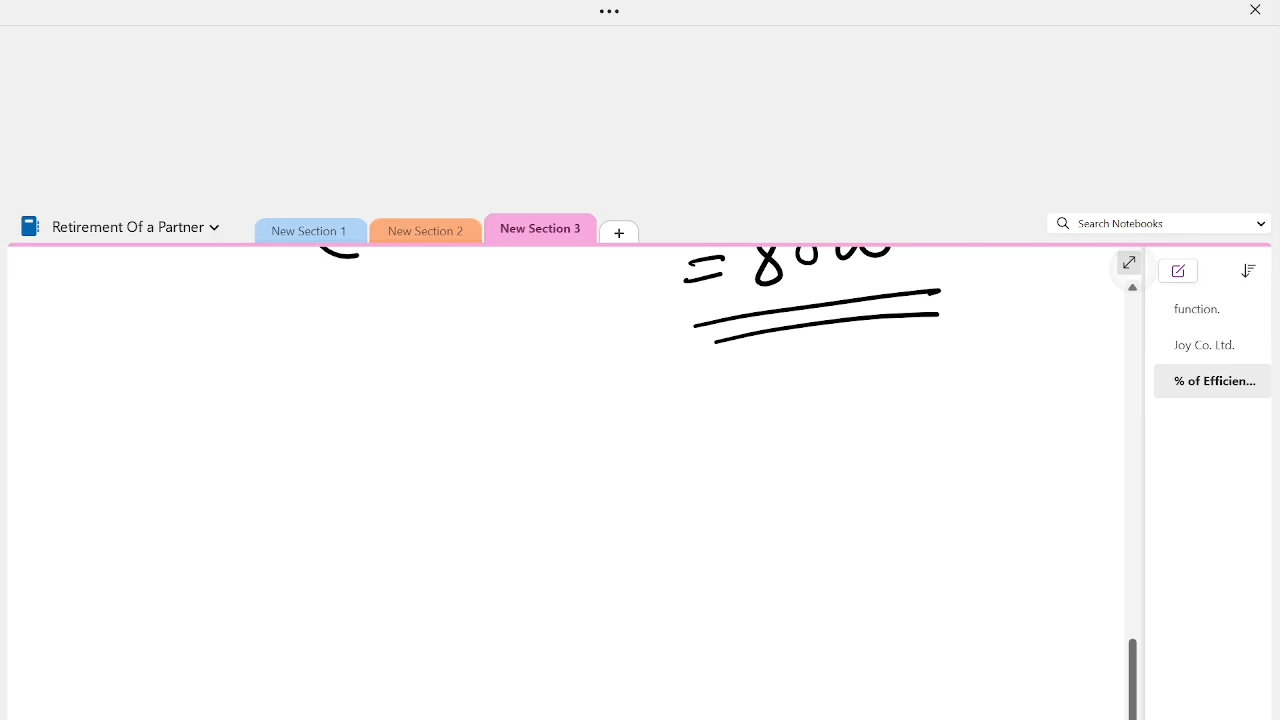 Retirement Of a Partner
New Section 1
New Section 2
New Section 3
+
Search Notebooks
= 8000
function.
Joy Co. Ltd.
% of Efficien...